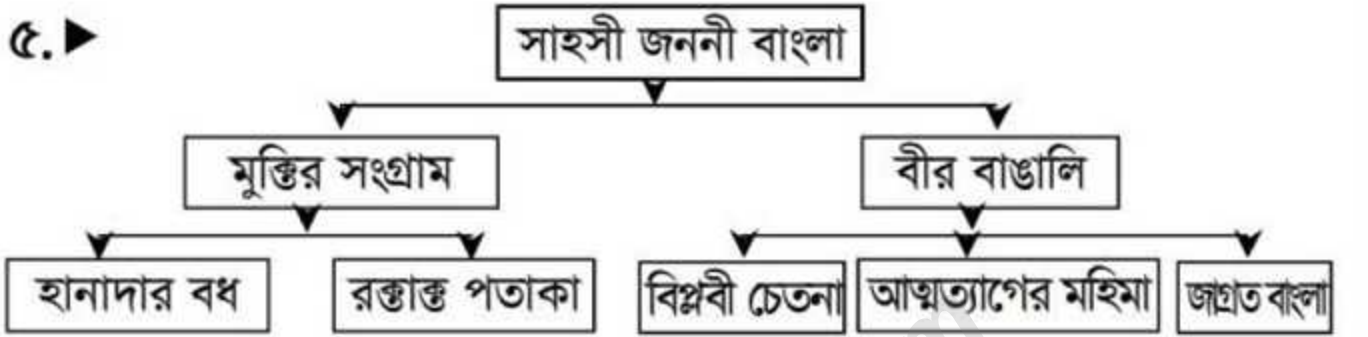 ৫.▶
সাহসী জননী বাংলা
মুক্তির সংগ্রাম
বীর বাঙালি
হানাদার বধ
রক্তাক্ত পতাকা
বিপ্লবী চেতনা
আত্মত্যাগের মহিমা
জাগ্রত বাংলা